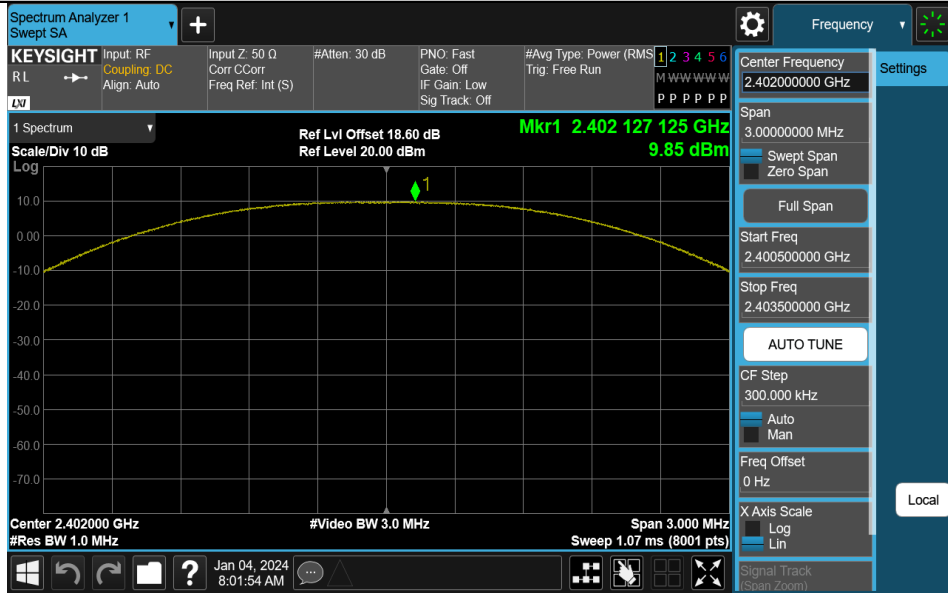 Spectrum Analyzer 1
Swept SA
+
Frequency
KEYSIGHT
RL
LXI
Input: RF
Coupling: DC
Align: Auto
Input Z: 50 Ω
Corr CCorr
Freq Ref: Int (S)
#Atten: 30 dB
PNO: Fast
Gate: Off
IF Gain: Low
Sig Track: Off
#Avg Type: Power (RMS
Trig: Free Run
1 2 3 4 5 6
M W W W W W
P P P P P P
1 Spectrum
Scale/Div 10 dB
Ref Lvl Offset 18.60 dB
Ref Level 20.00 dBm
Mkr1 2.402 127 125 GHz
9.85 dBm
Log
1
10.0
0.00
-10.0
-20.0
-30.0
-40.0
-50.0
-60.0
-70.0
Center 2.402000 GHz
#Video BW 3.0 MHz
Span 3.000 MHz
#Res BW 1.0 MHz
Sweep 1.07 ms (8001 pts)
?
Jan 04, 2024
8:01:54 AM
Center Frequency
2.402000000 GHz
Settings
Span
3.00000000 MHz
Swept Span
Zero Span
Full Span
Start Freq
2.400500000 GHz
Stop Freq
2.403500000 GHz
AUTO TUNE
CF Step
300.000 kHz
Auto
Man
Freq Offset
0 Hz
Local
X Axis Scale
Log
Lin
Signal Track
(Span Zoom)